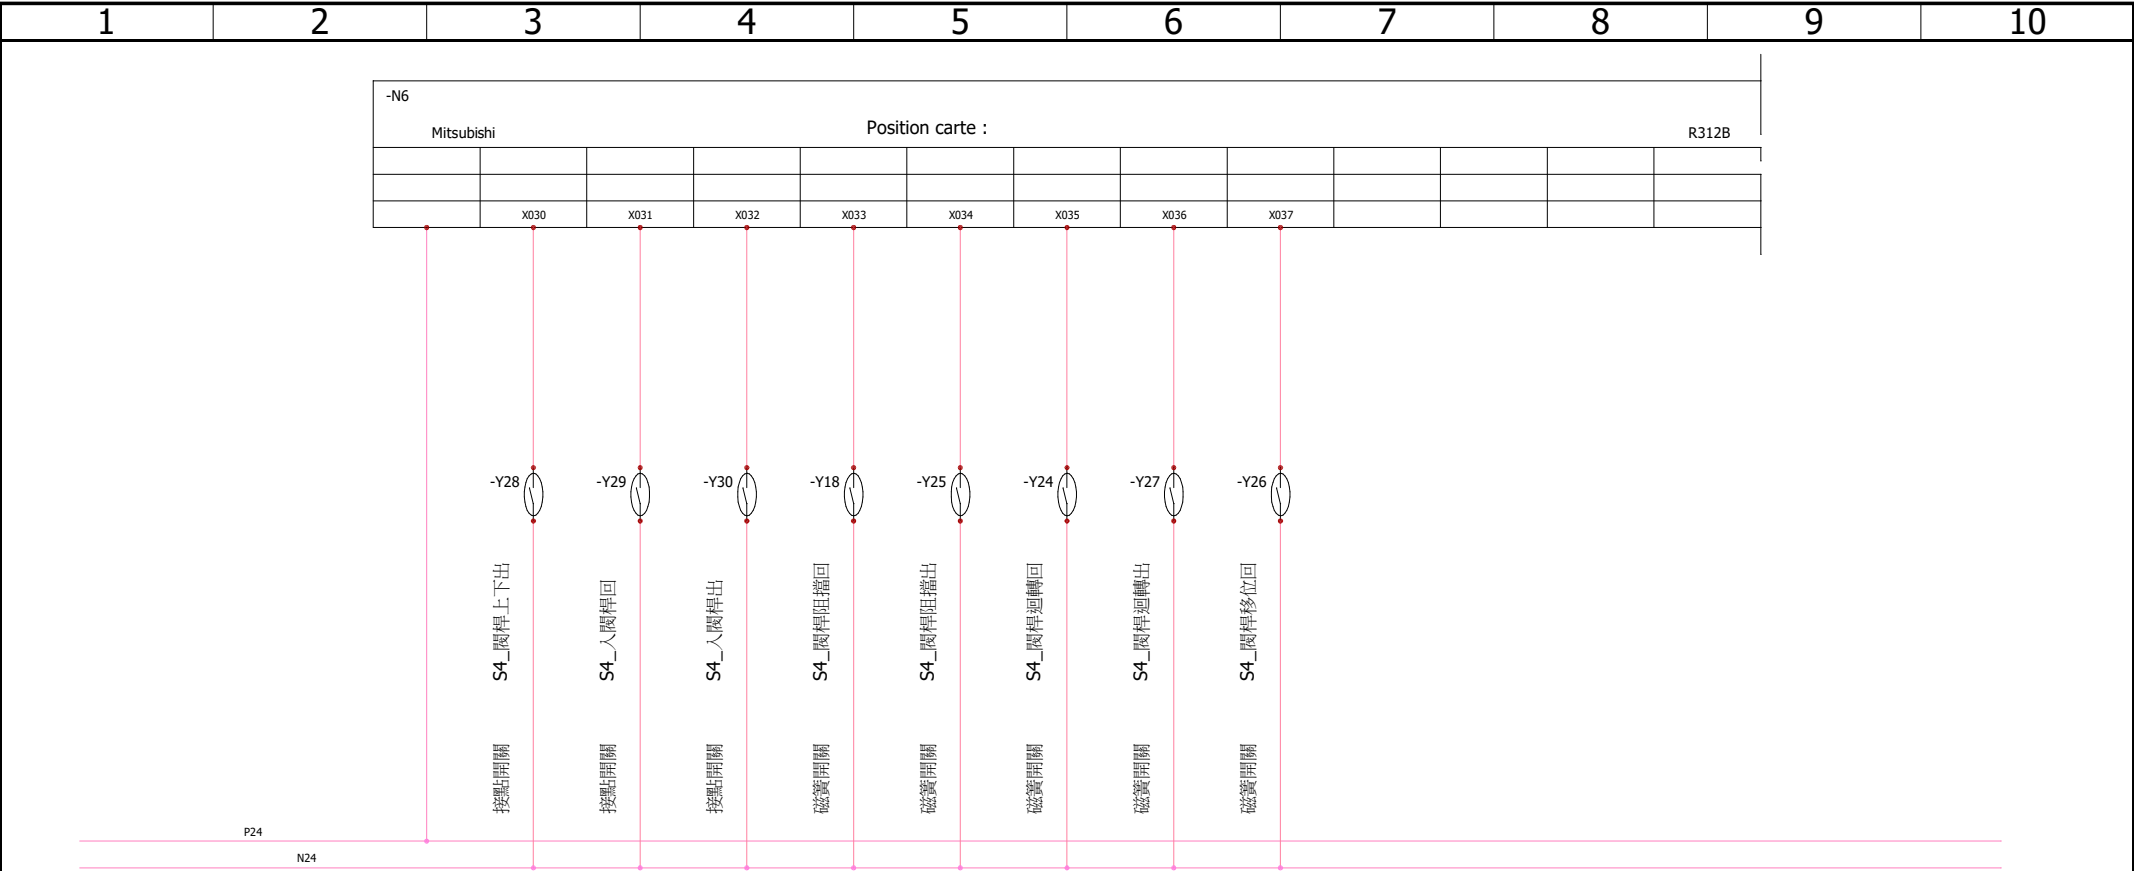 1 2 3 4 5 6 7 8 9 10
-N6
Mitsubishi Position carte : R312B
X030 X031 X032 X033 X034 X035 X036 X037
-Y28 -Y29 -Y30 -Y18 -Y25 -Y24 -Y27 -Y26
S4_閥桿上下出
S4_入閥桿回
S4_入閥桿出
S4_閥桿阻擋回
S4_閥桿阻擋出
S4_閥桿迴轉回
S4_閥桿迴轉出
S4_閥桿移位回
接點開關
接點開關
接點開關
磁簧開關
磁簧開關
磁簧開關
磁簧開關
磁簧開關
P24
N24